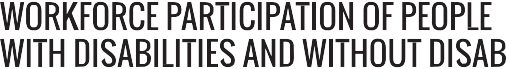 WORKFORCE PARTICIPATION OF PEOPLE
WITH DISABILITIES AND WITHOUT DISAB